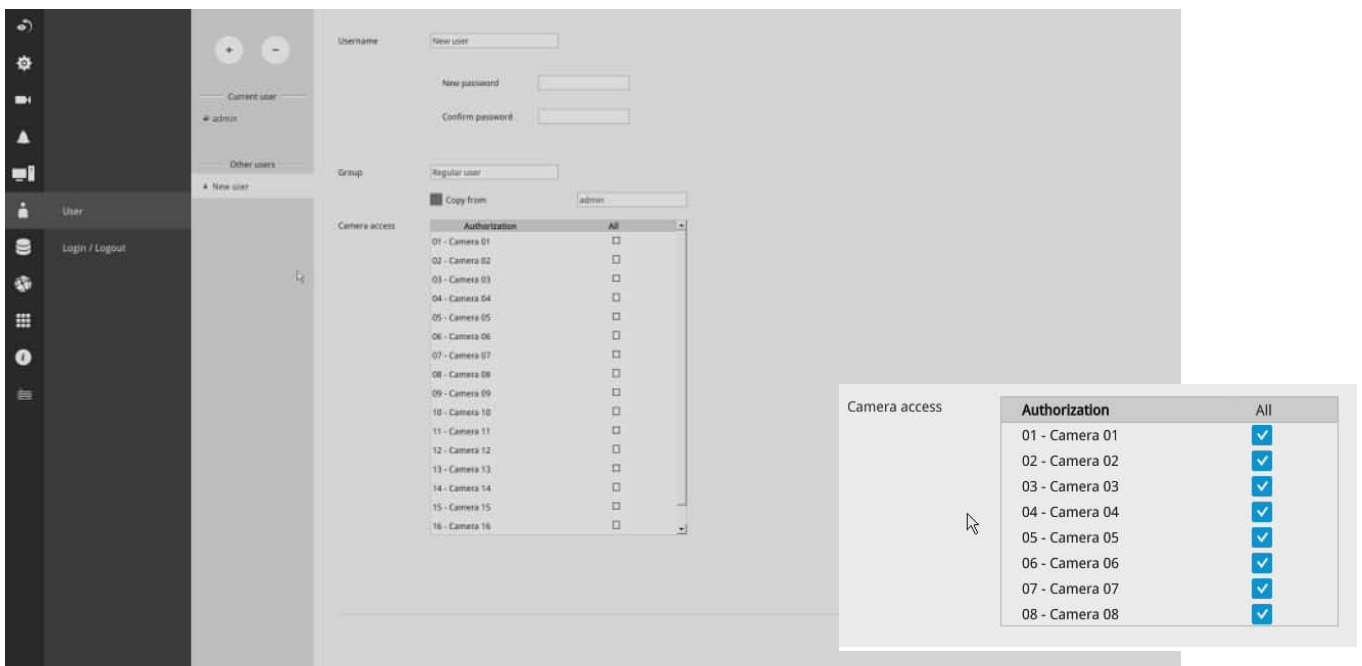 Username New user
New password
Current user
admin
Confirm password
Other users
Group Regular user
New user
Copy from admin
User
Camera access Authorization All
01 - Camera 01
Login / Logout
02 - Camera 02
03 - Camera 03
04 - Camera 04
05 - Camera 05
06 - Camera 06
07 - Camera 07
08 - Camera 08
09 - Camera 09
10 - Camera 10
11 - Camera 11
12 - Camera 12
13 - Camera 13
14 - Camera 14
15 - Camera 15
16 - Camera 16
Camera access Authorization All
01 - Camera 01
02 - Camera 02
03 - Camera 03
04 - Camera 04
05 - Camera 05
06 - Camera 06
07 - Camera 07
08 - Camera 08